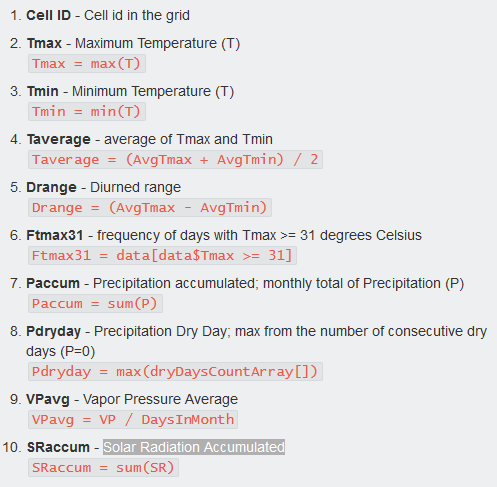 1. Cell ID - Cell id in the grid
2. Tmax - Maximum Temperature (T)
Tmax = max(T)
3. Tmin - Minimum Temperature (T)
Tmin = min(T)
4. Taverage - average of Tmax and Tmin
Taverage = (AvgTmax + AvgTmin) / 2
5. Drange - Diurned range
Drange = (AvgTmax - AvgTmin)
6. Ftmax31 - frequency of days with Tmax >= 31 degrees Celsius
Ftmax31 = data[data$Tmax >= 31]
7. Paccum - Precipitation accumulated; monthly total of Precipitation (P)
Paccum = sum(P)
8. Pdryday - Precipitation Dry Day; max from the number of consecutive dry
days (P=0)
Pdryday = max(dryDaysCountArray[])
9. VPavg - Vapor Pressure Average
VPavg = VP / DaysInMonth
10. SRaccum - Solar Radiation Accumulated
SRaccum = sum(SR)